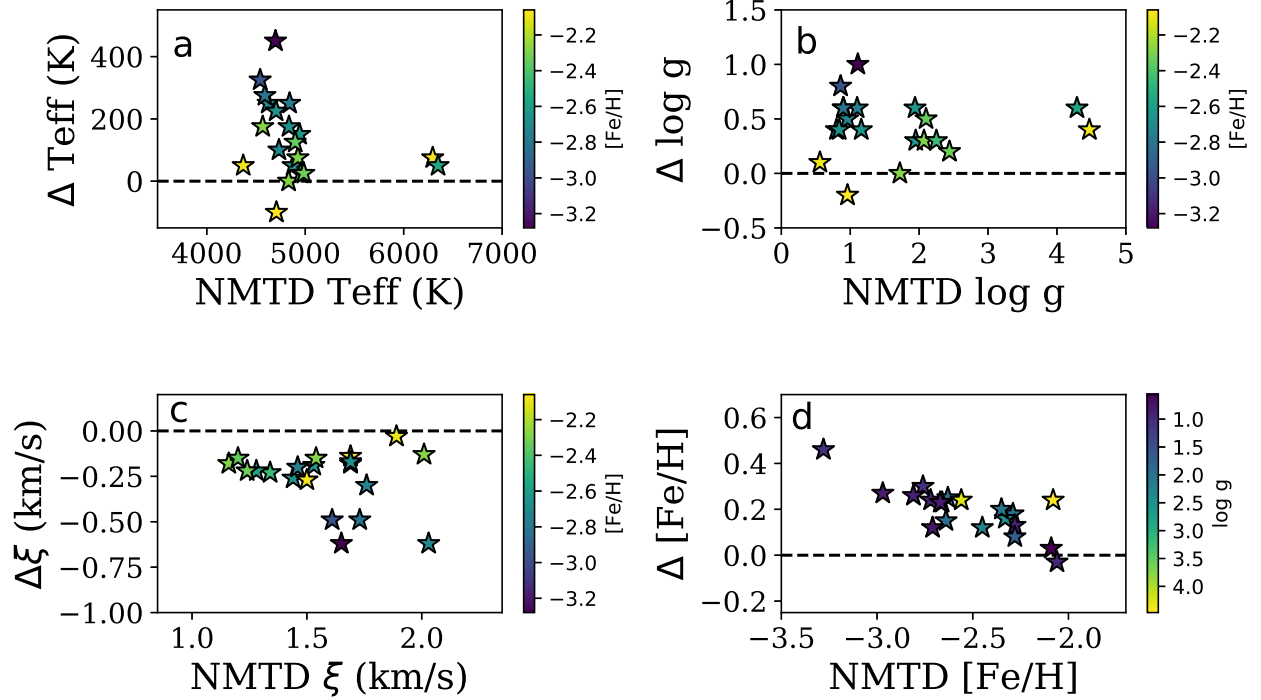 a
Δ Teff (K)
400
200
0
4000 5000 6000 7000
NMTD Teff (K)
−2.2
−2.4
−2.6
−2.8
−3.0
−3.2
[Fe/H]
b
Δ log g
1.5
1.0
0.5
0.0
−0.5
0 1 2 3 4 5
NMTD log g
−2.2
−2.4
−2.6
−2.8
−3.0
−3.2
[Fe/H]
c
Δξ (km/s)
0.00
−0.25
−0.50
−0.75
−1.00
1.0 1.5 2.0
NMTD ξ (km/s)
−2.2
−2.4
−2.6
−2.8
−3.0
−3.2
[Fe/H]
d
Δ [Fe/H]
0.6
0.4
0.2
0.0
−0.2
−3.5 −3.0 −2.5 −2.0
NMTD [Fe/H]
1.0
1.5
2.0
2.5
3.0
3.5
4.0
log g